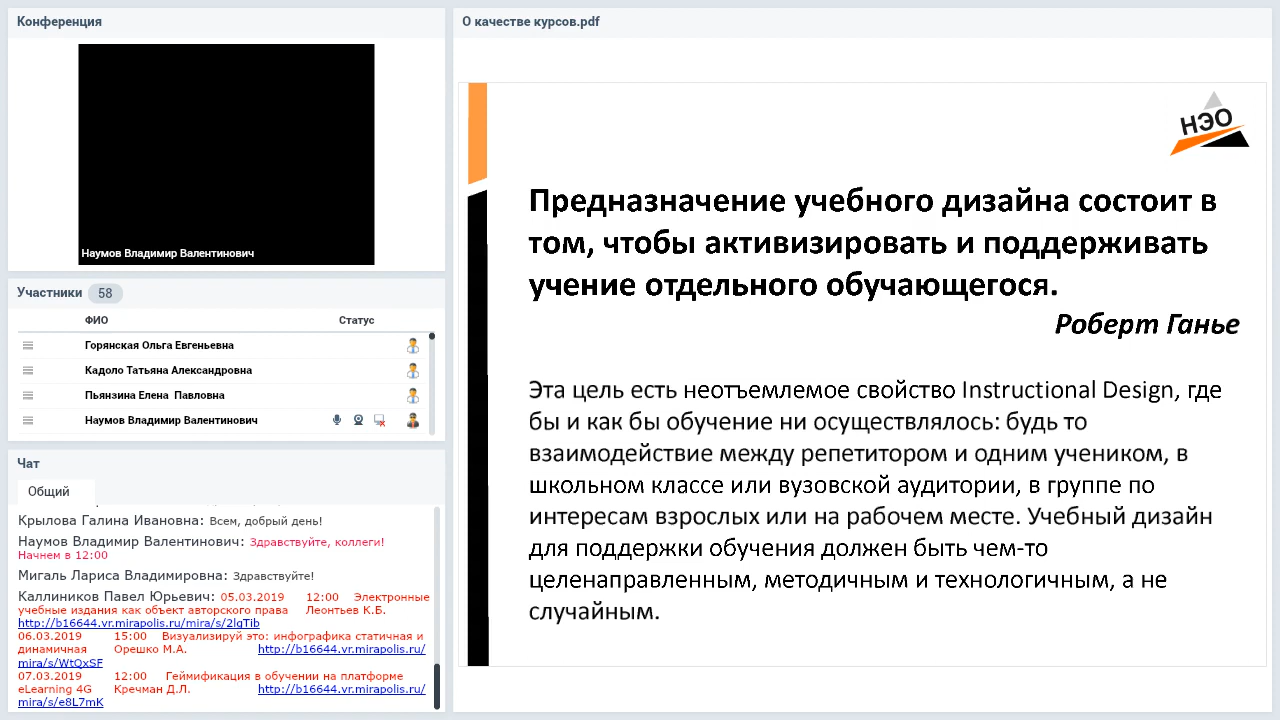 Конференция
Наумов Владимир Валентинович
Участники 58
ФИО Статус
Горянская Ольга Евгеньевна
Кадоло Татьяна Александровна
Пьянзина Елена Павловна
Наумов Владимир Валентинович
Чат
Общий
Крылова Галина Ивановна: Всем, добрый день!
Наумов Владимир Валентинович: Здравствуйте, коллеги!
Начнем в 12:00
Мигаль Лариса Владимировна: Здравствуйте!
Каллиников Павел Юрьевич: 05.03.2019 12:00 Электронные
учебные издания как объект авторского права Леонтьев К.Б.
http://b16644.vr.mirapolis.ru/mira/s/2lgTib
06.03.2019 15:00 Визуализируй это: инфографика статичная и
динамичная Орешко М.А. http://b16644.vr.mirapolis.ru/
mira/s/WtQxSF
07.03.2019 12:00 Геймификация в обучении на платформе
eLearning 4G Кречман Д.Л. http://b16644.vr.mirapolis.ru/
mira/s/e8L7mK
О качестве курсов.pdf
НЭО
Предназначение учебного дизайна состоит в
том, чтобы активизировать и поддерживать
учение отдельного обучающегося.
Роберт Ганье
Эта цель есть неотъемлемое свойство Instructional Design, где
бы и как бы обучение ни осуществлялось: будь то
взаимодействие между репетитором и одним учеником, в
школьном классе или вузовской аудитории, в группе по
интересам взрослых или на рабочем месте. Учебный дизайн
для поддержки обучения должен быть чем-то
целенаправленным, методичным и технологичным, а не
случайным.